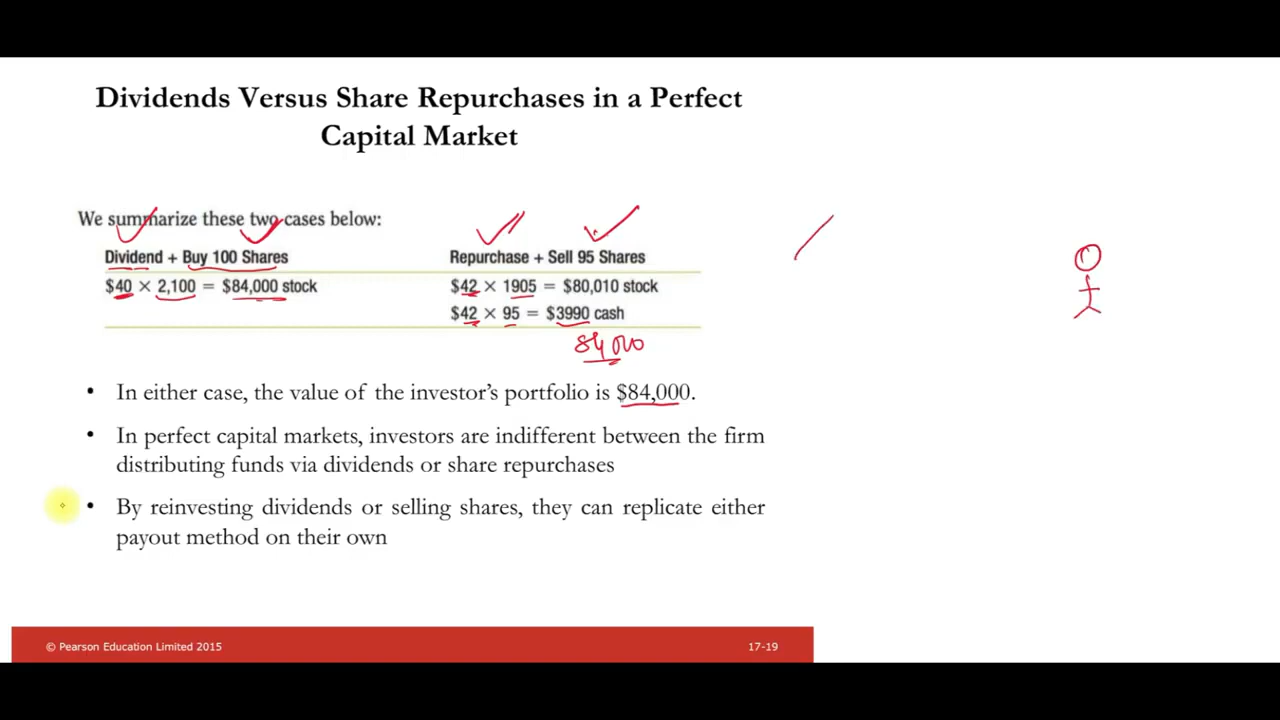 Dividends Versus Share Repurchases in a Perfect
Capital Market
We summarize these two cases below:
Dividend + Buy 100 Shares
Repurchase + Sell 95 Shares
$40 × 2,100 = $84,000 stock
$42 × 1905 = $80,010 stock
$42 × 95 = $3990 cash
84000
• In either case, the value of the investor's portfolio is $84,000.
• In perfect capital markets, investors are indifferent between the firm
distributing funds via dividends or share repurchases
• By reinvesting dividends or selling shares, they can replicate either
payout method on their own
© Pearson Education Limited 2015
17-19